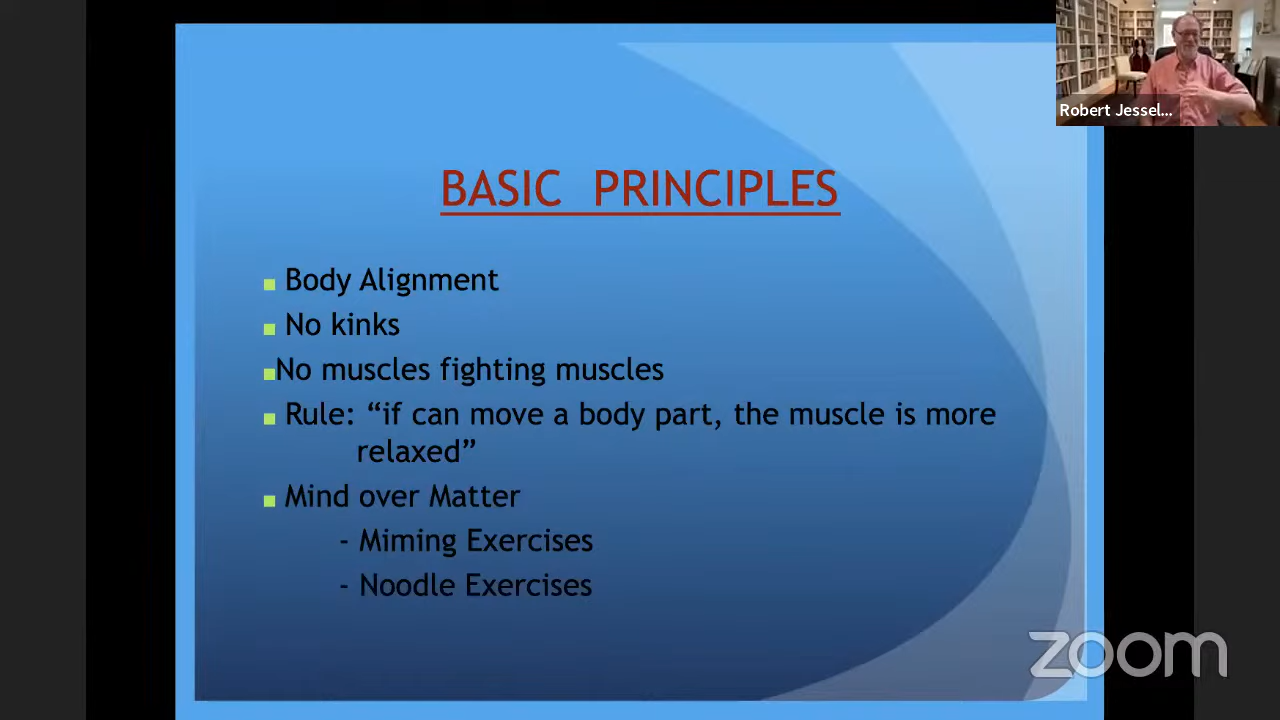 Robert Jessel...
BASIC PRINCIPLES
Body Alignment
No kinks
No muscles fighting muscles
Rule: “if can move a body part, the muscle is more
relaxed”
Mind over Matter
- Miming Exercises
- Noodle Exercises
zoom